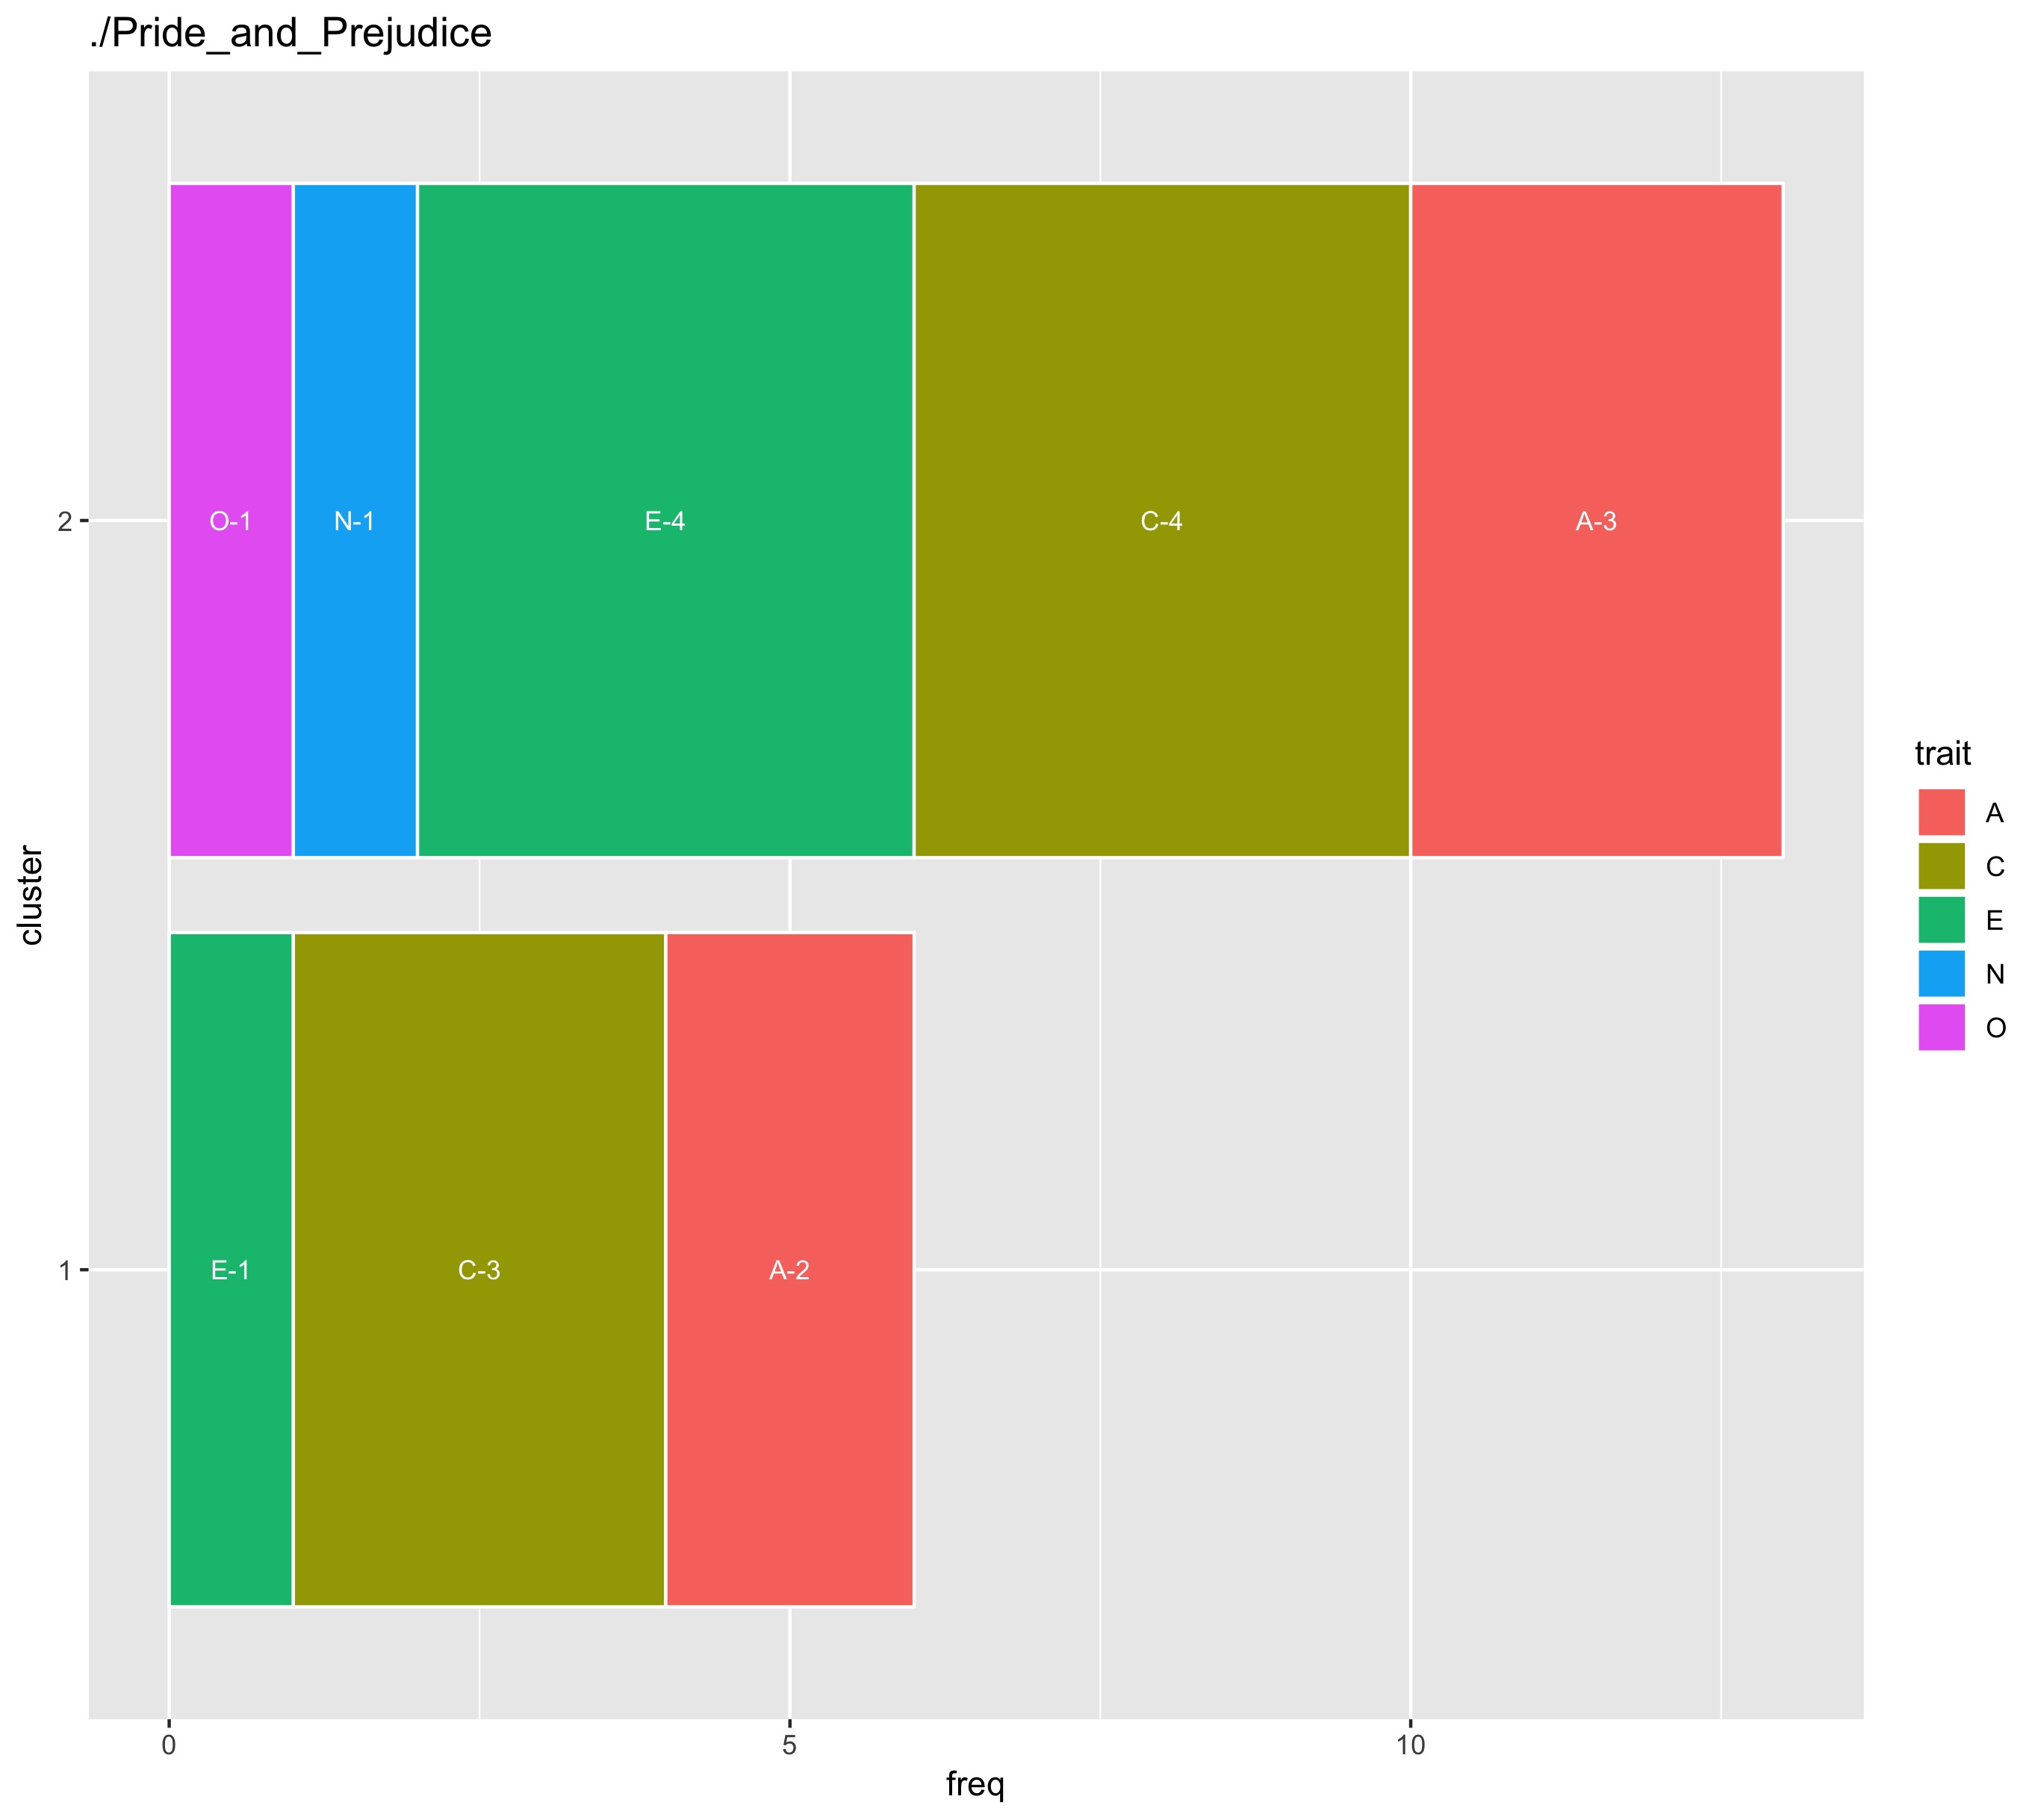 ./Pride_and_Prejudice
cluster
2
O-1 N-1 E-4 C-4 A-3
1
E-1 C-3 A-2
0 5 10
freq
trait
A
C
E
N
O